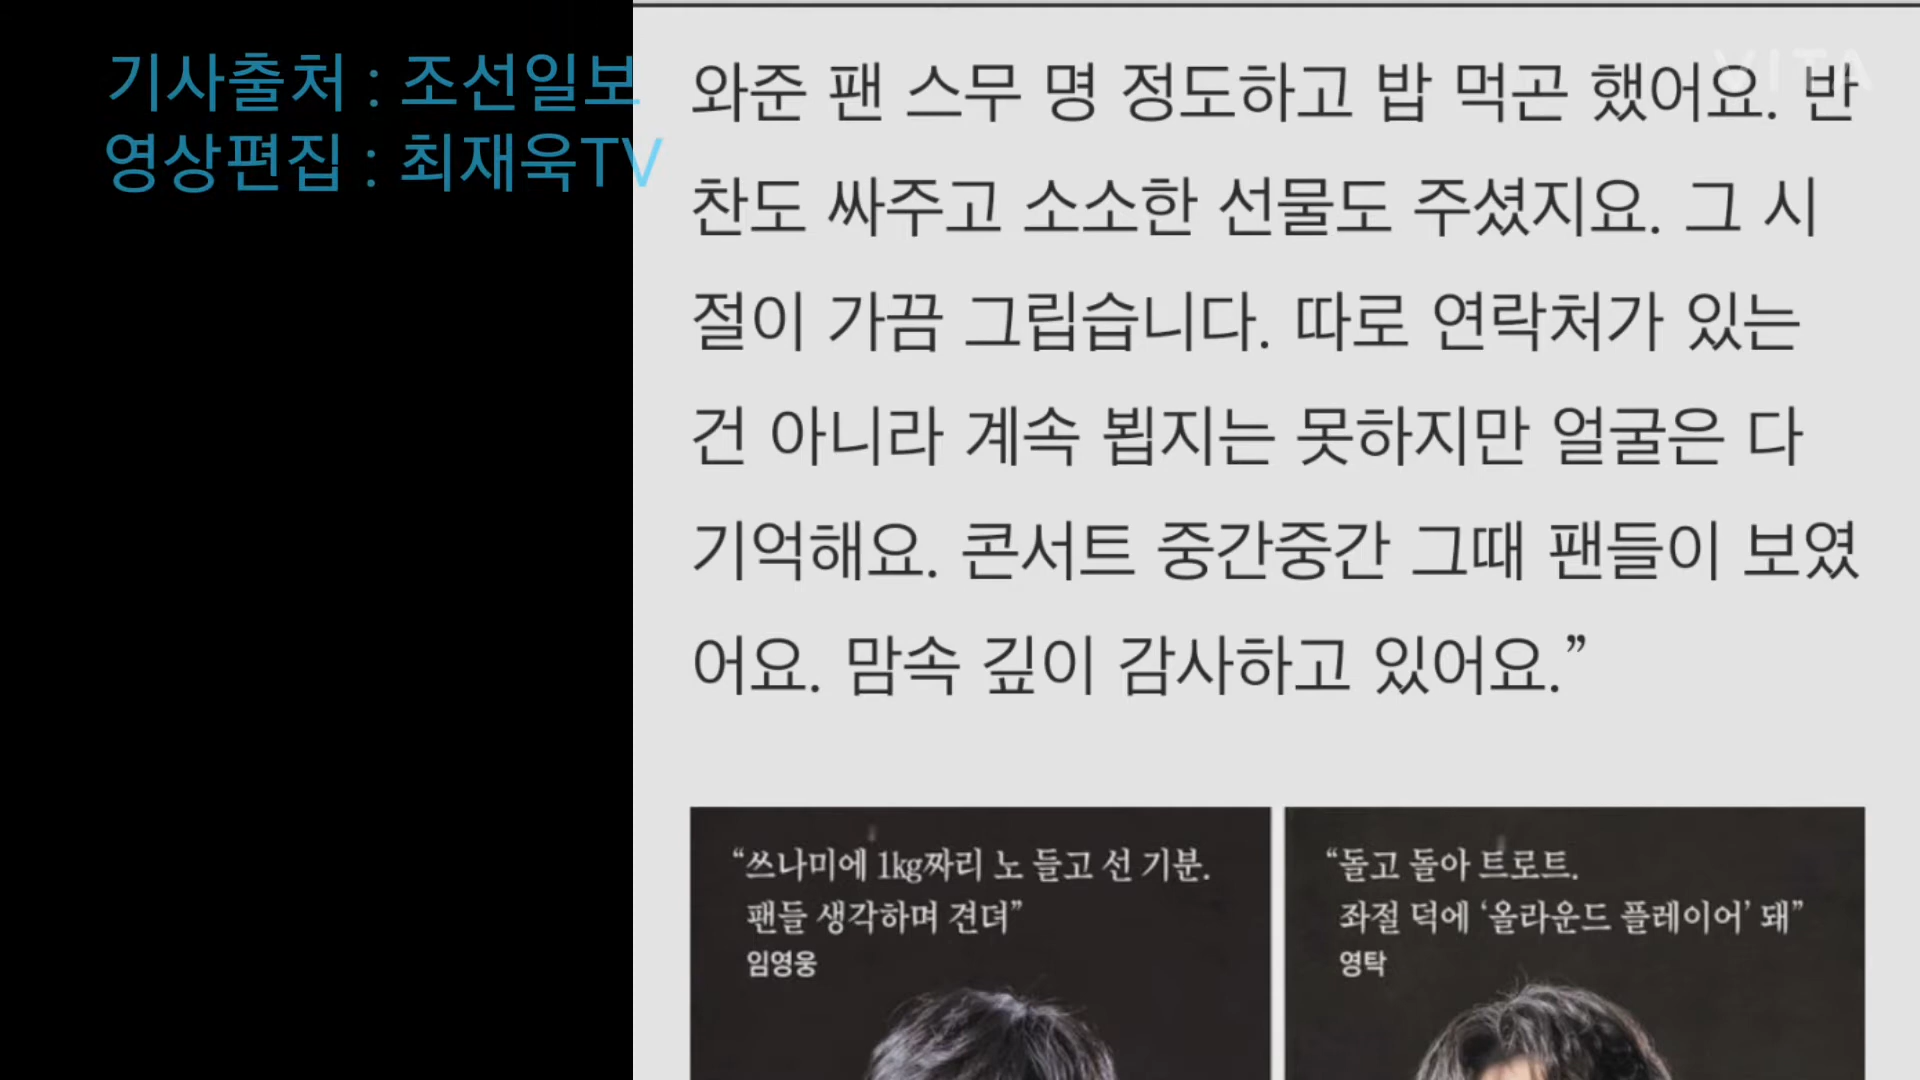 기사출처 : 조선일보
영상편집 : 최재욱TV
VITA
와준 팬 스무 명 정도하고 밥 먹곤 했어요. 반
찬도 싸주고 소소한 선물도 주셨지요. 그 시
절이 가끔 그립습니다. 따로 연락처가 있는
건 아니라 계속 뵙지는 못하지만 얼굴은 다
기억해요. 콘서트 중간중간 그때 팬들이 보였
어요. 맘속 깊이 감사하고 있어요.”
“쓰나미에 1kg짜리 노 들고 선 기분.
팬들 생각하며 견뎌”
임영웅
“돌고 돌아 트로트.
좌절 덕에 ‘올라운드 플레이어’ 돼”
영탁